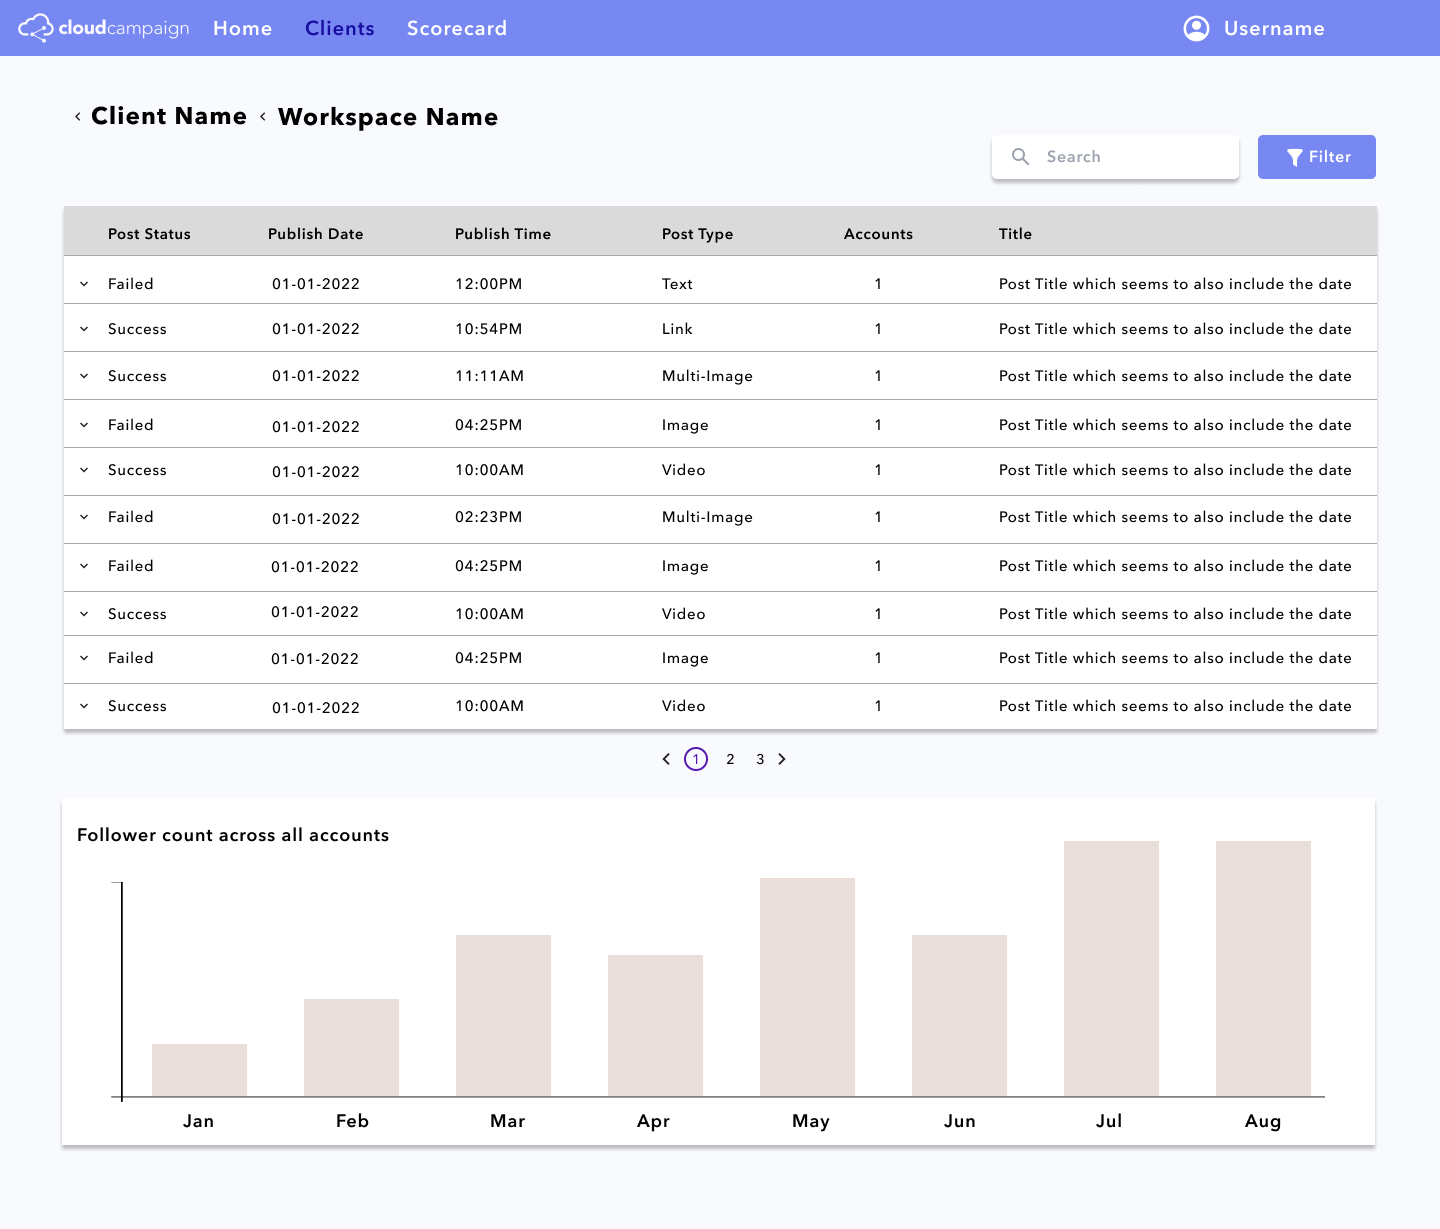 cloudcampaign Home Clients Scorecard Username
Client Name Workspace Name
Search Filter
Post Status Publish Date Publish Time Post Type Accounts Title
Failed 01-01-2022 12:00PM Text 1 Post Title which seems to also include the date
Success 01-01-2022 10:54PM Link 1 Post Title which seems to also include the date
Success 01-01-2022 11:11AM Multi-Image 1 Post Title which seems to also include the date
Failed 01-01-2022 04:25PM Image 1 Post Title which seems to also include the date
Success 01-01-2022 10:00AM Video 1 Post Title which seems to also include the date
Failed 01-01-2022 02:23PM Multi-Image 1 Post Title which seems to also include the date
Failed 01-01-2022 04:25PM Image 1 Post Title which seems to also include the date
Success 01-01-2022 10:00AM Video 1 Post Title which seems to also include the date
Failed 01-01-2022 04:25PM Image 1 Post Title which seems to also include the date
Success 01-01-2022 10:00AM Video 1 Post Title which seems to also include the date
1 2 3
Follower count across all accounts
Jan Feb Mar Apr May Jun Jul Aug